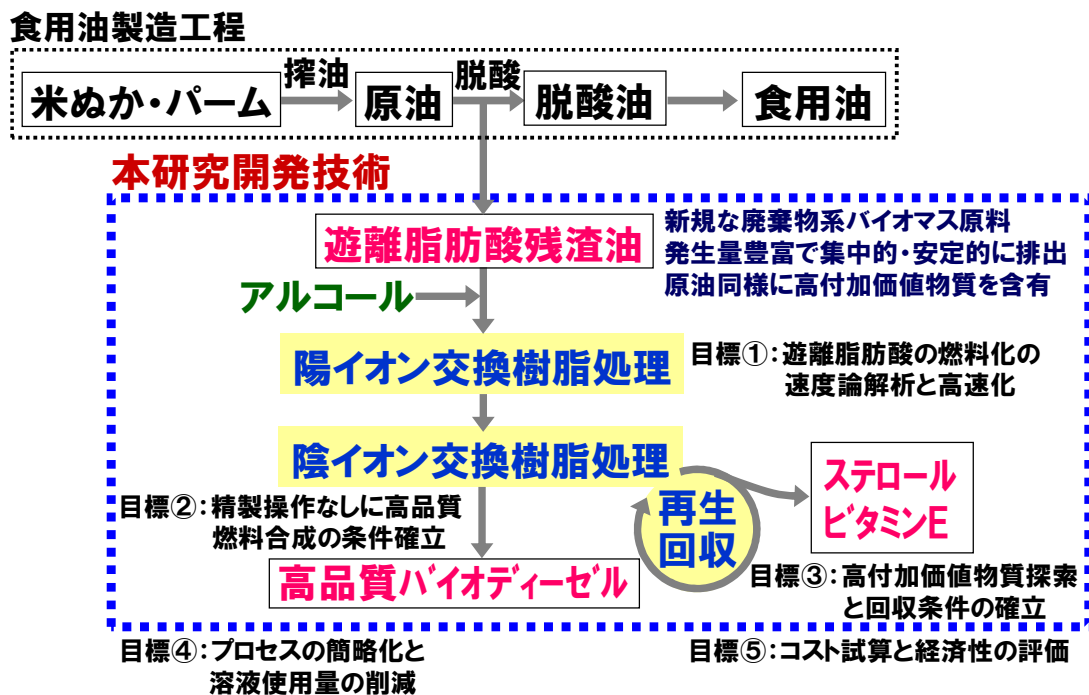 食用油製造工程
米ぬか・パーム
搾油
原油
脱酸
脱酸油
食用油
本研究開発技術
遊離脂肪酸残渣油
新規な廃棄物系バイオマス原料
発生量豊富で集中的・安定的に排出
原油同様に高付加価値物質を含有
アルコール
陽イオン交換樹脂処理
目標①：遊離脂肪酸の燃料化の
速度論解析と高速化
陰イオン交換樹脂処理
再生
回収
ステロール
ビタミンE
目標②：精製操作なしに高品質
燃料合成の条件確立
高品質バイオディーゼル
目標③：高付加価値物質探索
と回収条件の確立
目標④：プロセスの簡略化と
溶液使用量の削減
目標⑤：コスト試算と経済性の評価